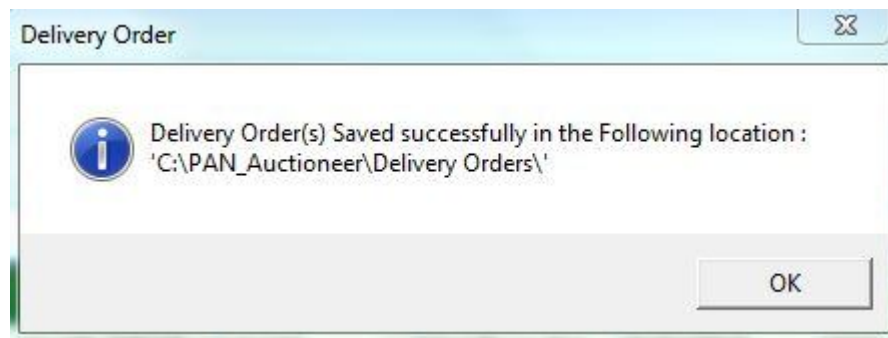 Delivery Order
Delivery Order(s) Saved successfully in the Following location :
'C:\PAN_Auctioneer\Delivery Orders\'
OK